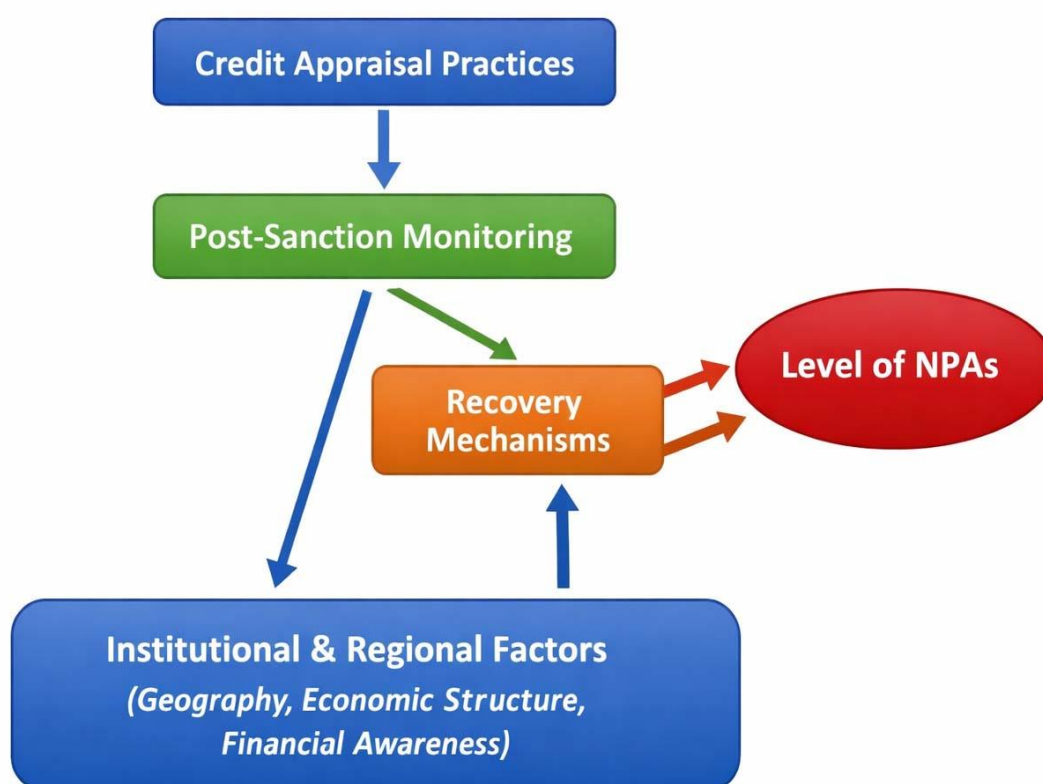 Credit Appraisal Practices
Post-Sanction Monitoring
Recovery
Mechanisms
Level of NPAs
Institutional & Regional Factors
(Geography, Economic Structure,
Financial Awareness)